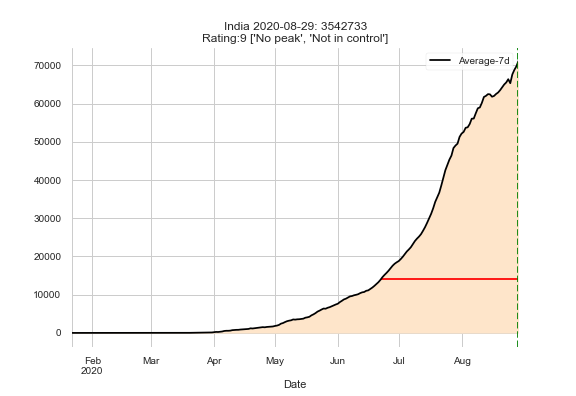 India 2020-08-29: 3542733
Rating:9 ['No peak', 'Not in control']
Average-7d
70000
60000
50000
40000
30000
20000
10000
0
Feb Mar Apr May Jun Jul Aug
2020
Date